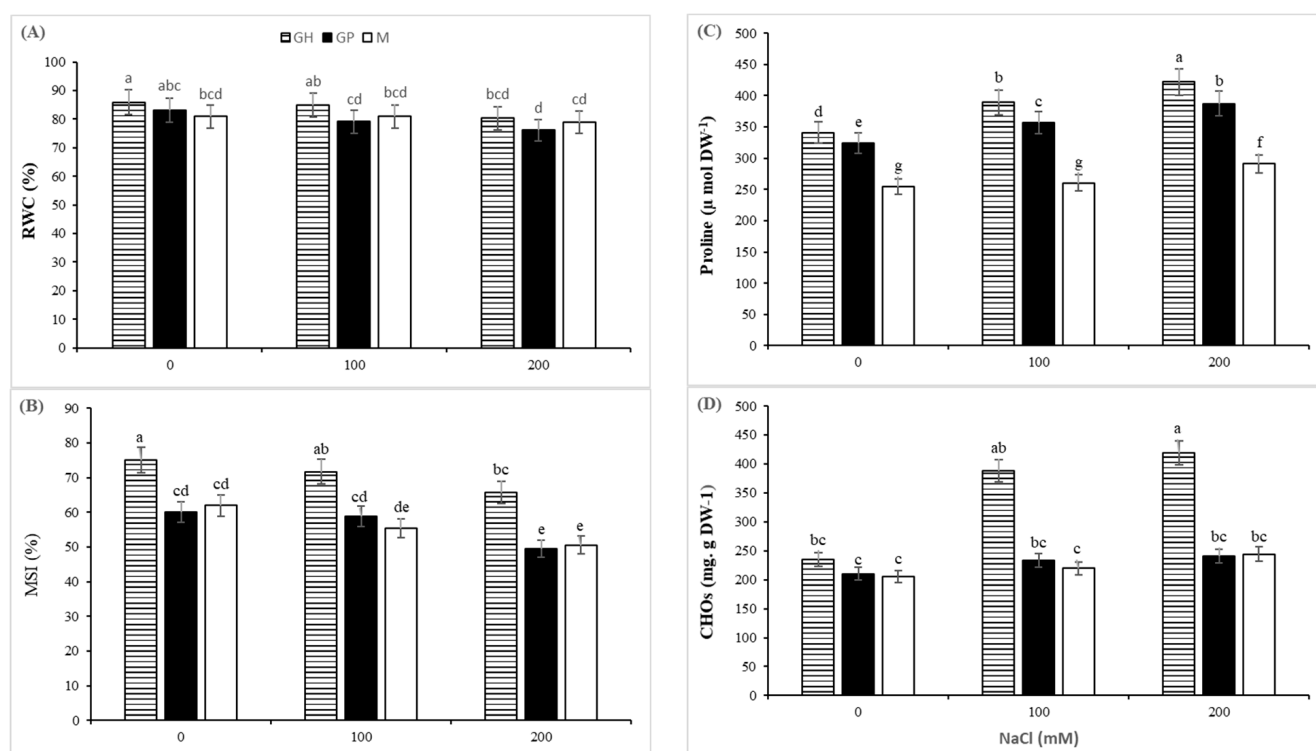 (A)
GH GP M
RWC (%)
100
90
80
70
60
50
40
30
20
10
0
a abc bcd ab cd bcd bcd d cd
0 100 200
(B)
MSI (%)
90
80
70
60
50
40
30
20
10
0
a cd cd ab cd de bc e e
0 100 200
(C)
Proline (µ mol DW-1)
500
450
400
350
300
250
200
150
100
50
0
d e g b c g a b f
0 100 200
(D)
CHOs (mg. g DW-1)
500
450
400
350
300
250
200
150
100
50
0
bc c c ab bc c a bc bc
0 100 200
NaCl (mM)